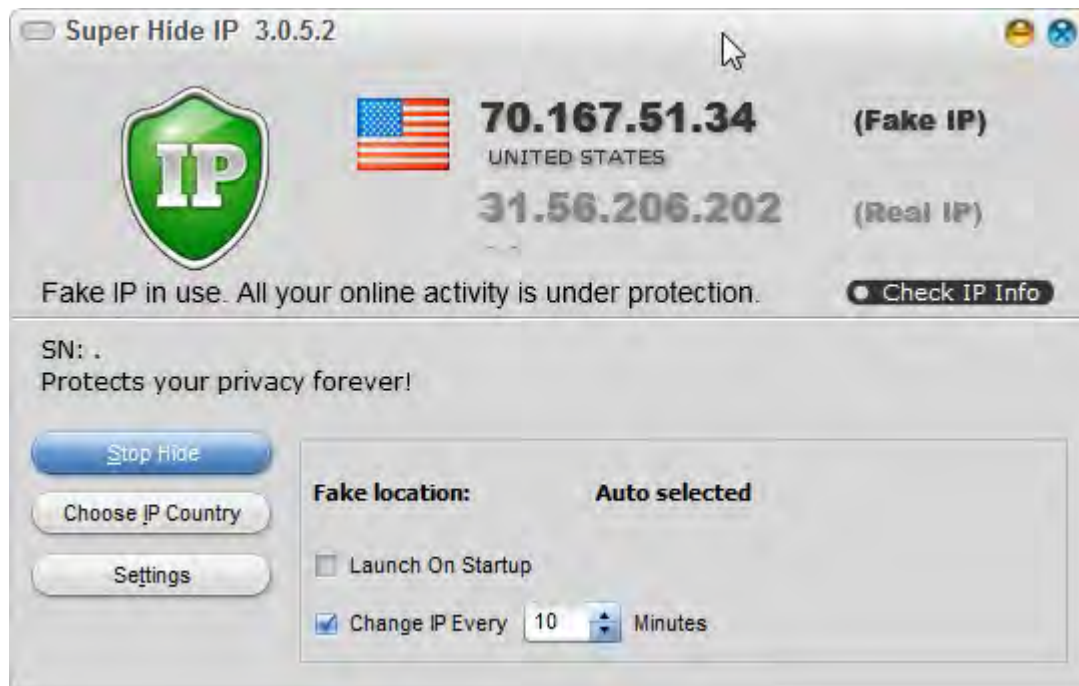 Super Hide IP 3.0.5.2
IP
70.167.51.34 (Fake IP)
UNITED STATES
31.56.206.202 (Real IP)
- -
Fake IP in use. All your online activity is under protection. Check IP Info
SN: .
Protects your privacy forever!
Stop Hide
Choose IP Country
Settings
Fake location: Auto selected
Launch On Startup
Change IP Every 10 Minutes